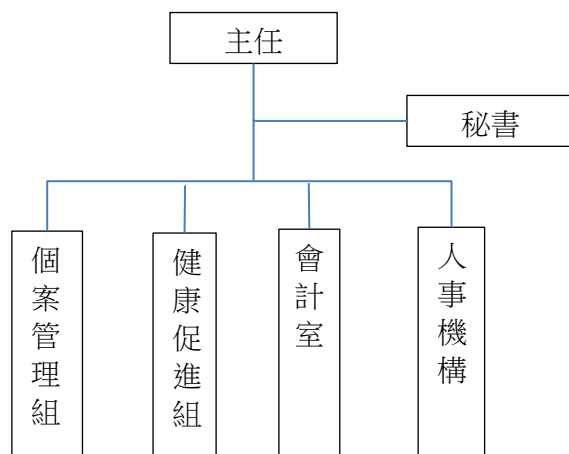 主任
秘書
個案管理組
健康促進組
會計室
人事機構